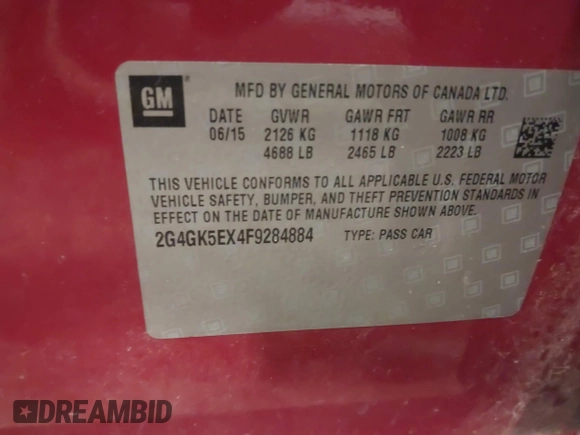 GM
MFD BY GENERAL MOTORS OF CANADA LTD.
DATE GVWR GAWR FRT GAWR RR
06/15 2126 KG 1118 KG 1008 KG
4688 LB 2465 LB 2223 LB
THIS VEHICLE CONFORMS TO ALL APPLICABLE U.S. FEDERAL MOTOR
VEHICLE SAFETY, BUMPER, AND THEFT PREVENTION STANDARDS IN
EFFECT ON THE DATE OF MANUFACTURE SHOWN ABOVE.
2G4GK5EX4F9284884 TYPE: PASS CAR
DREAMBID